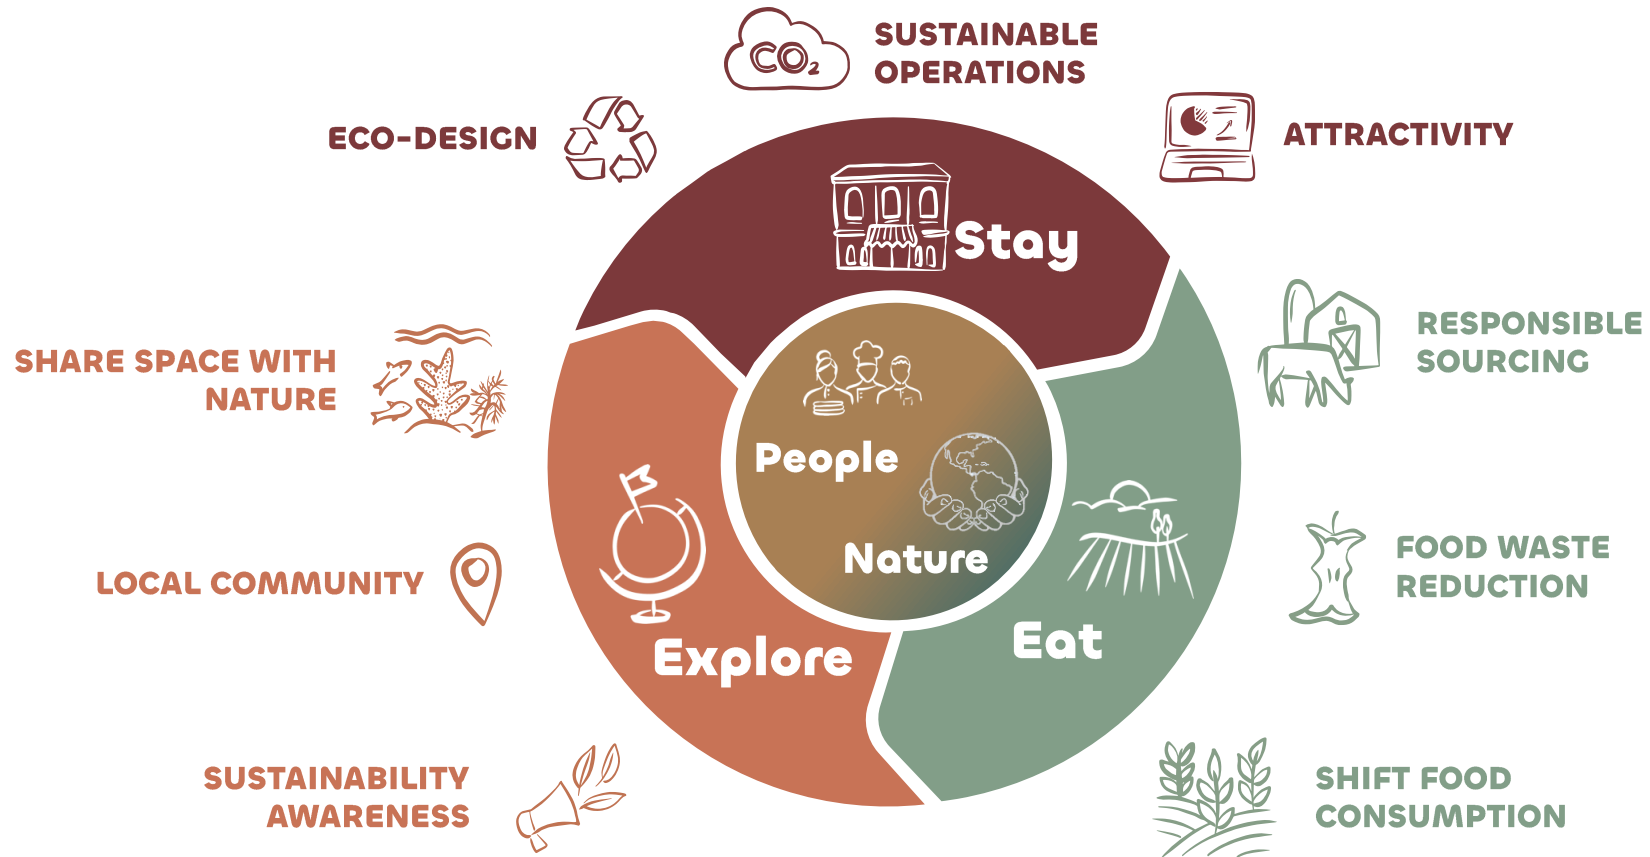 SUSTAINABLE
OPERATIONS
CO2
ECO-DESIGN
ATTRACTIVITY
Stay
RESPONSIBLE
SOURCING
SHARE SPACE WITH
NATURE
People
Nature
FOOD WASTE
REDUCTION
LOCAL COMMUNITY
Explore
Eat
SUSTAINABILITY
AWARENESS
SHIFT FOOD
CONSUMPTION